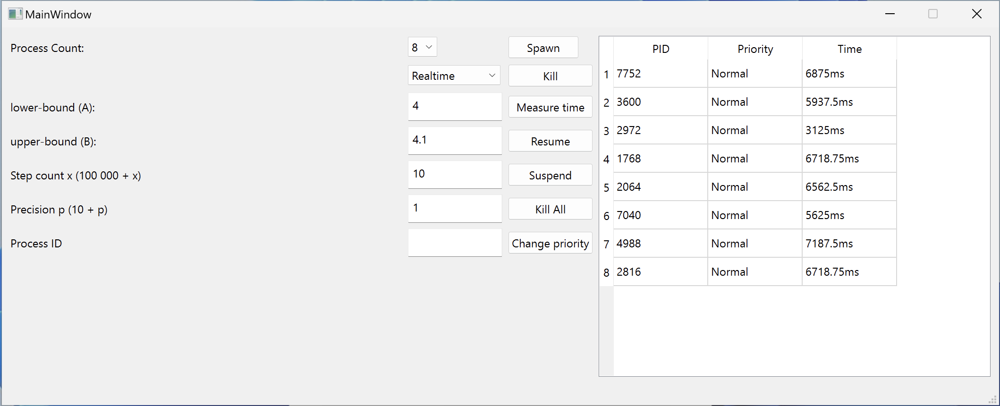 MainWindow
Process Count:
8
Spawn
Realtime
Kill
lower-bound (A):
4
Measure time
upper-bound (B):
4.1
Resume
Step count x (100 000 + x)
10
Suspend
Precision p (10 + p)
1
Kill All
Process ID
Change priority
PID Priority Time
1 7752 Normal 6875ms
2 3600 Normal 5937.5ms
3 2972 Normal 3125ms
4 1768 Normal 6718.75ms
5 2064 Normal 6562.5ms
6 7040 Normal 5625ms
7 4988 Normal 7187.5ms
8 2816 Normal 6718.75ms